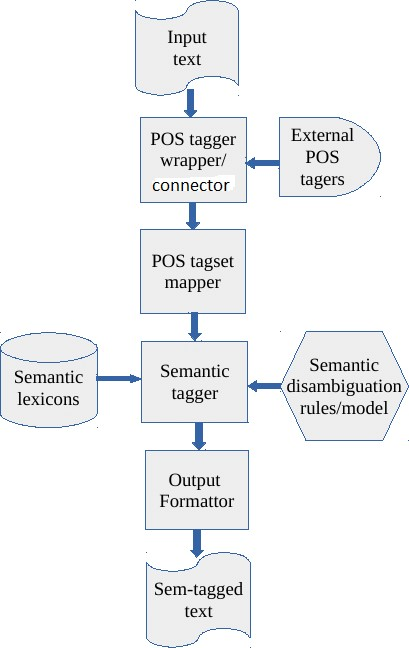 Input
text
POS tagger
wrapper/
connector
External
POS
tagers
POS tagset
mapper
Semantic
lexicons
Semantic
tagger
Semantic
disambiguation
rules/model
Output
Formattor
Sem-tagged
text